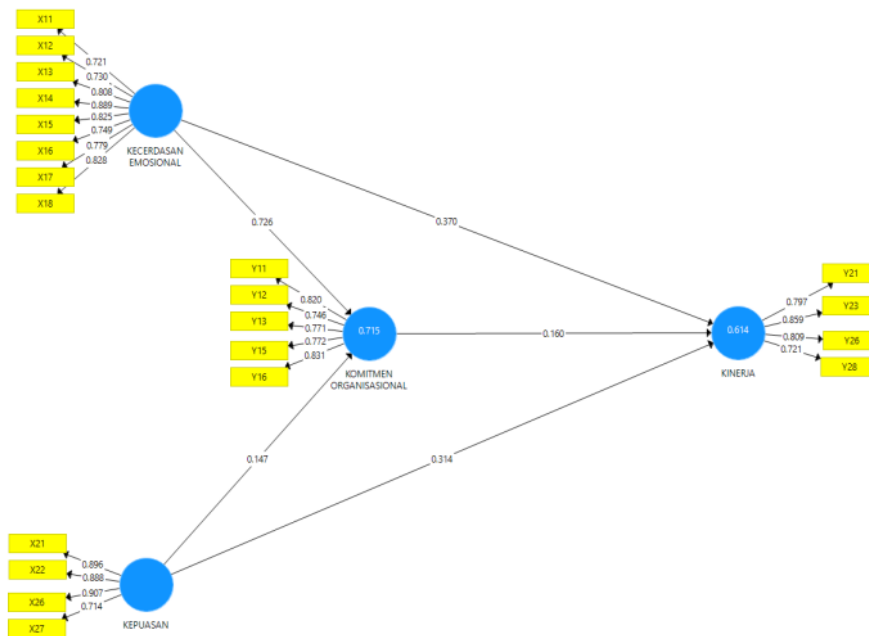 X11
X12
X13
X14
X15
X16
X17
X18
0.721
0.730
0.808
0.889
0.825
0.749
0.779
0.828
KECERDASAN
EMOSIONAL
0.726
0.370
Y11
Y12
Y13
Y15
Y16
0.820
0.746
0.771
0.772
0.831
0.715
KOMITMEN
ORGANISASIONAL
0.160
0.614
KINERJA
0.797
0.859
0.809
0.721
Y21
Y23
Y26
Y28
0.147
0.314
X21
X22
X26
X27
0.896
0.888
0.907
0.714
KEPUASAN